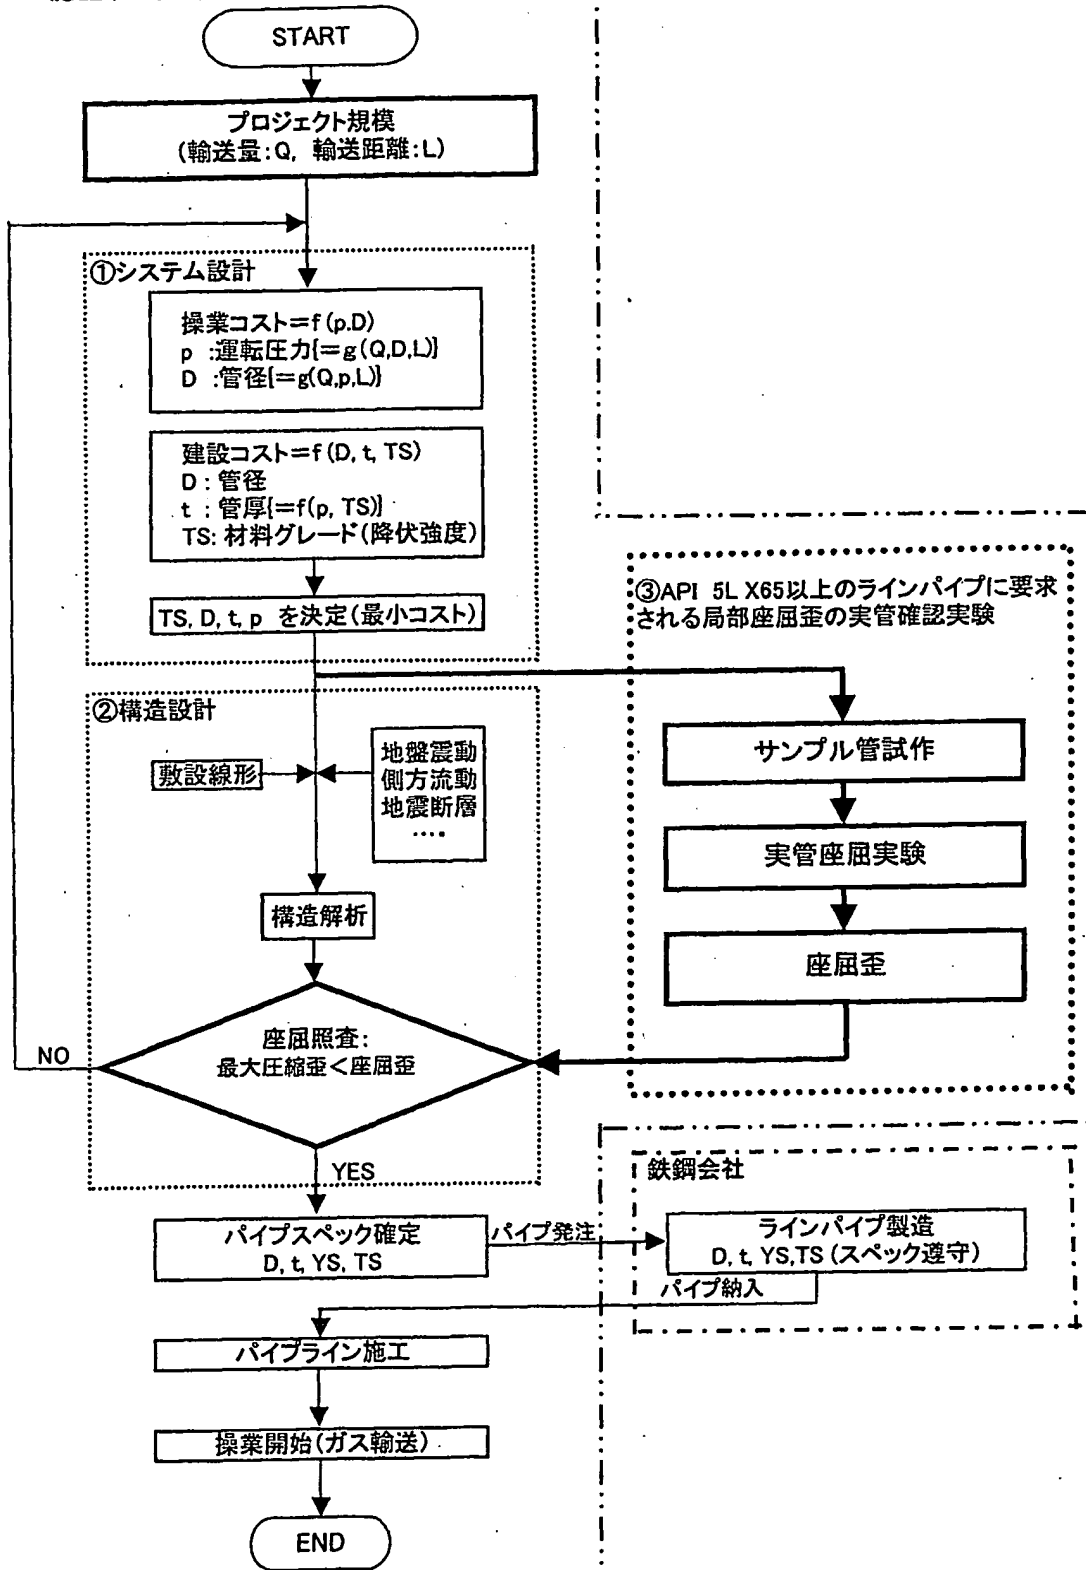 START
プロジェクト規模
(輸送量:Q, 輸送距離:L)
①システム設計
操業コスト=f(p.D)
p :運転圧力{=g(Q,D,L)}
D :管径{=g(Q,p,L)}
建設コスト=f(D, t, TS)
D : 管径
t : 管厚{=f(p, TS)}
TS: 材料グレード(降伏強度)
TS, D, t, p を決定(最小コスト)
②構造設計
敷設線形
地盤震動
側方流動
地震断層
....
構造解析
座屈照査:
最大圧縮歪<座屈歪
NO
YES
③API 5L X65以上のラインパイプに要求
される局部座屈歪の実管確認実験
サンプル管試作
実管座屈実験
座屈歪
パイプスペック確定
D, t, YS, TS
パイプ発注
鉄鋼会社
ラインパイプ製造
D, t, YS,TS (スペック遵守)
パイプ納入
パイプライン施工
操業開始(ガス輸送)
END